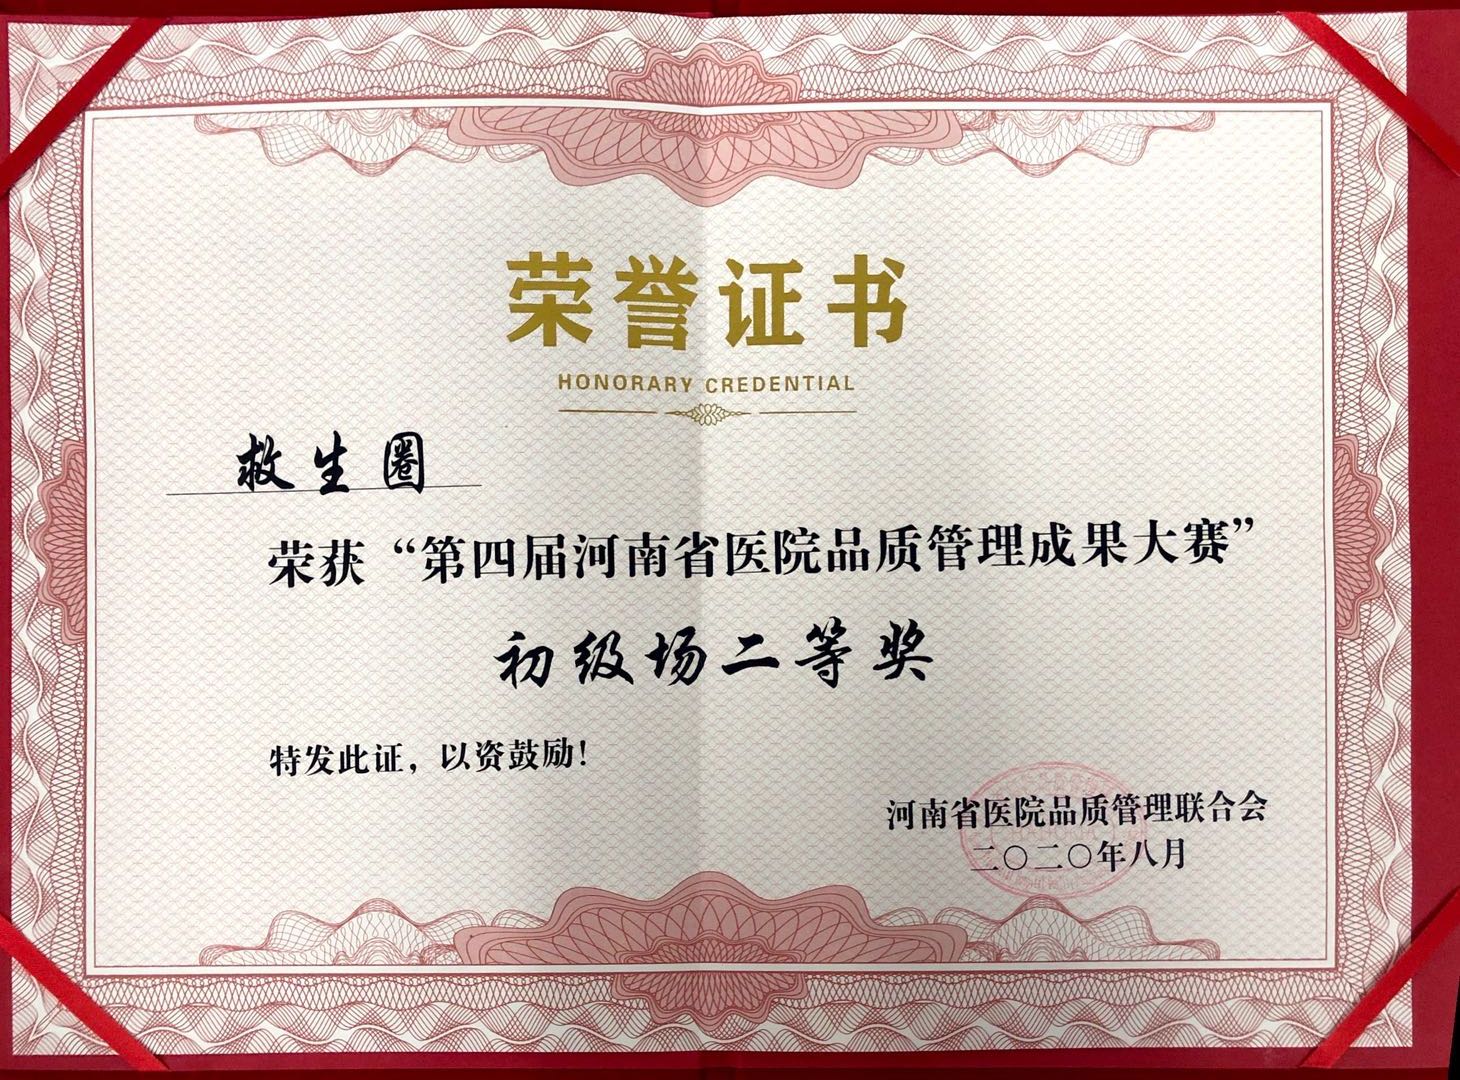 荣誉证书
HONORARY CREDENTIAL
救生圈
荣获“第四届河南省医院品质管理成果大赛”
初级场二等奖
特发此证，以资鼓励！
河南省医院品质管理联合会
二〇二〇年八月